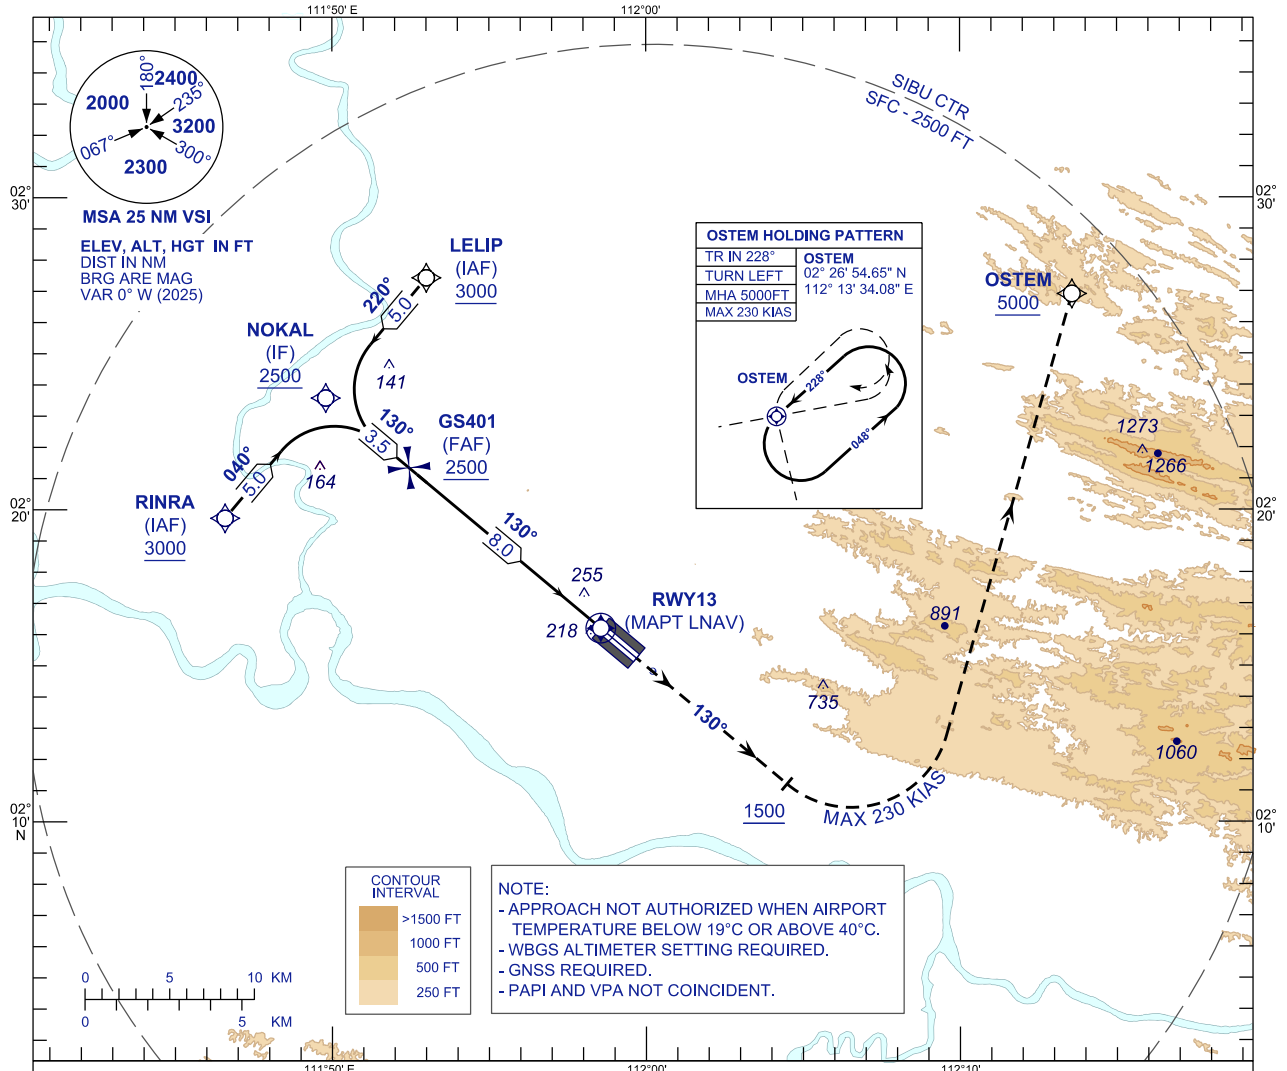 111°50' E
112°00'
180°
2400
235°
2000
3200
067°
300°
2300
MSA 25 NM VSI
ELEV, ALT, HGT IN FT
DIST IN NM
BRG ARE MAG
VAR 0° W (2025)
SIBU CTR
SFC - 2500 FT
02°
30'
02°
30'
LELIP
(IAF)
3000
220°
5.0
NOKAL
(IF)
2500
141
OSTEM HOLDING PATTERN
TR IN 228°
TURN LEFT
MHA 5000FT
MAX 230 KIAS
OSTEM
02° 26' 54.65" N
112° 13' 34.08" E
OSTEM
228°
048°
OSTEM
5000
130°
3.5
GS401
(FAF)
2500
040°
5.0
164
RINRA
(IAF)
3000
1273
1266
02°
20'
02°
20'
130°
8.0
255
218
RWY13
(MAPT LNAV)
891
735
1060
130°
1500
MAX 230 KIAS
02°
10'
N
02°
10'
CONTOUR
INTERVAL
>1500 FT
1000 FT
500 FT
250 FT
NOTE:
- APPROACH NOT AUTHORIZED WHEN AIRPORT
TEMPERATURE BELOW 19°C OR ABOVE 40°C.
- WBGS ALTIMETER SETTING REQUIRED.
- GNSS REQUIRED.
- PAPI AND VPA NOT COINCIDENT.
0 5 10 KM
0 5 KM
111°50' E
112°00'
112°10'